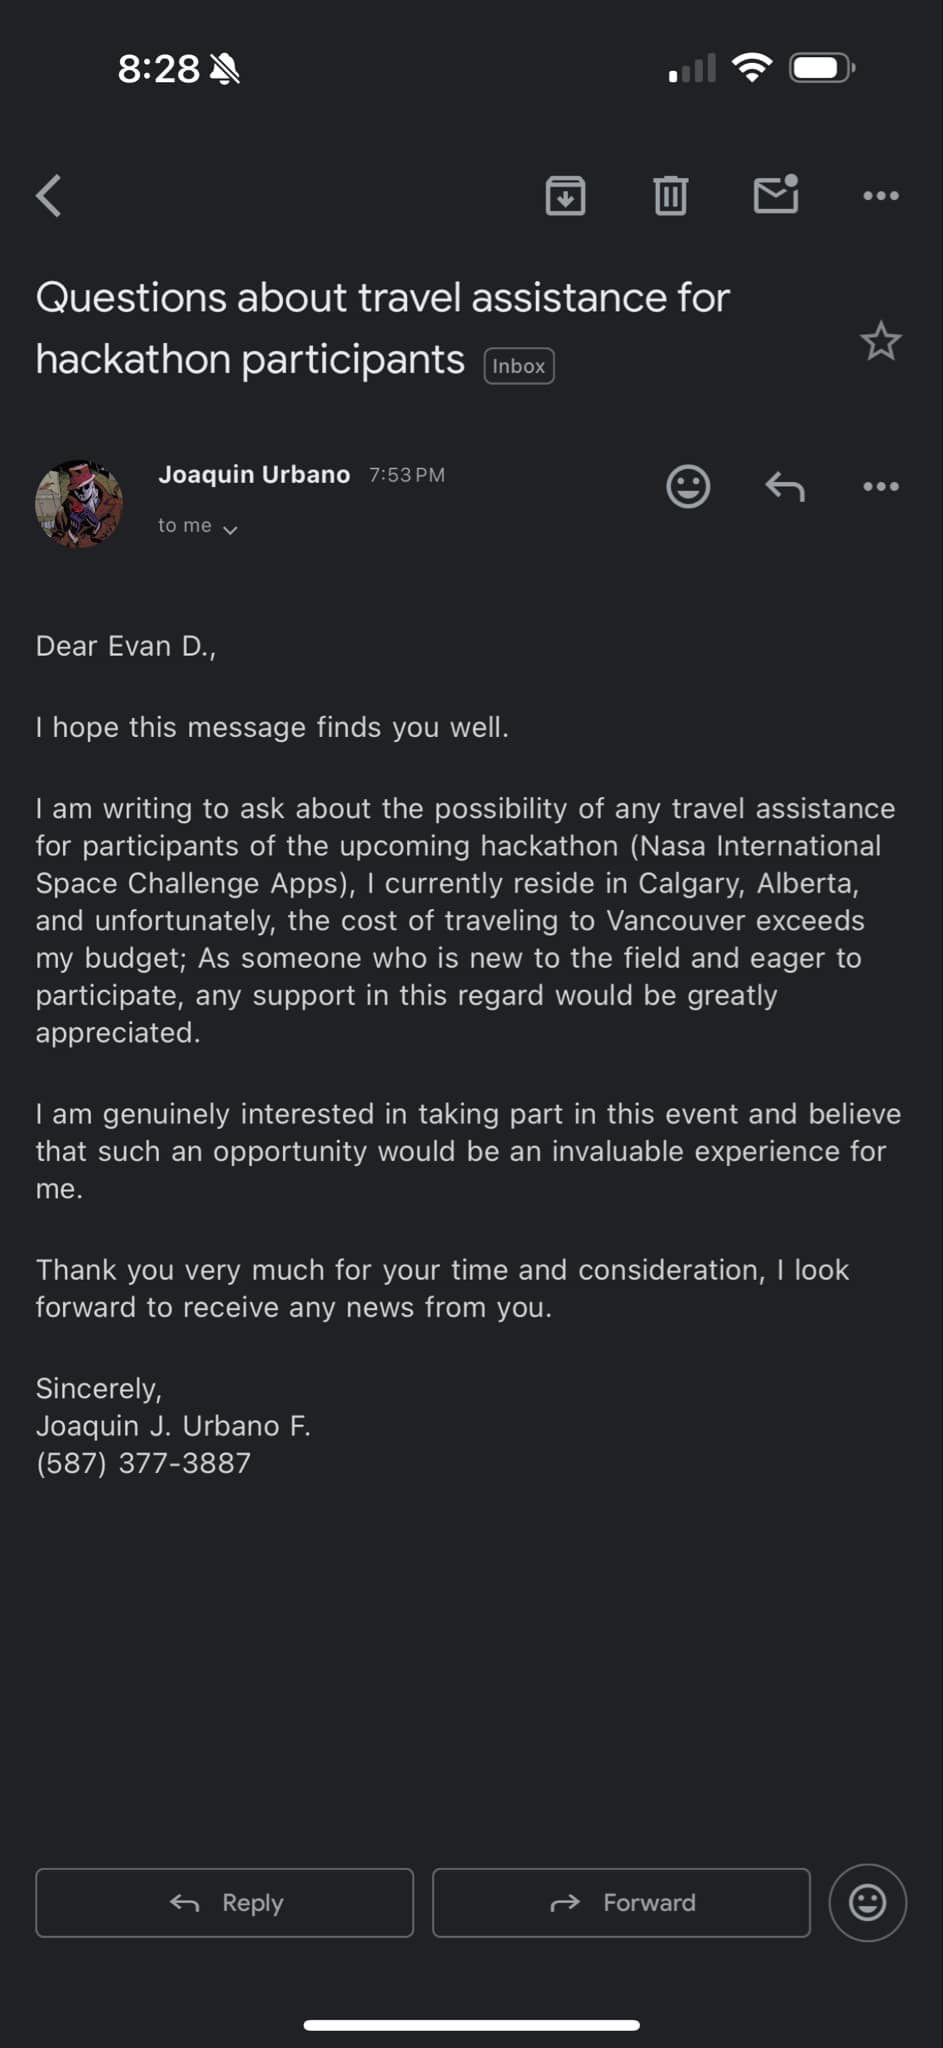 8:28
Questions about travel assistance for
hackathon participants Inbox
Joaquin Urbano 7:53 PM
to me
Dear Evan D.,
I hope this message finds you well.
I am writing to ask about the possibility of any travel assistance
for participants of the upcoming hackathon (Nasa International
Space Challenge Apps), I currently reside in Calgary, Alberta,
and unfortunately, the cost of traveling to Vancouver exceeds
my budget; As someone who is new to the field and eager to
participate, any support in this regard would be greatly
appreciated.
I am genuinely interested in taking part in this event and believe
that such an opportunity would be an invaluable experience for
me.
Thank you very much for your time and consideration, I look
forward to receive any news from you.
Sincerely,
Joaquin J. Urbano F.
(587) 377-3887
Reply Forward